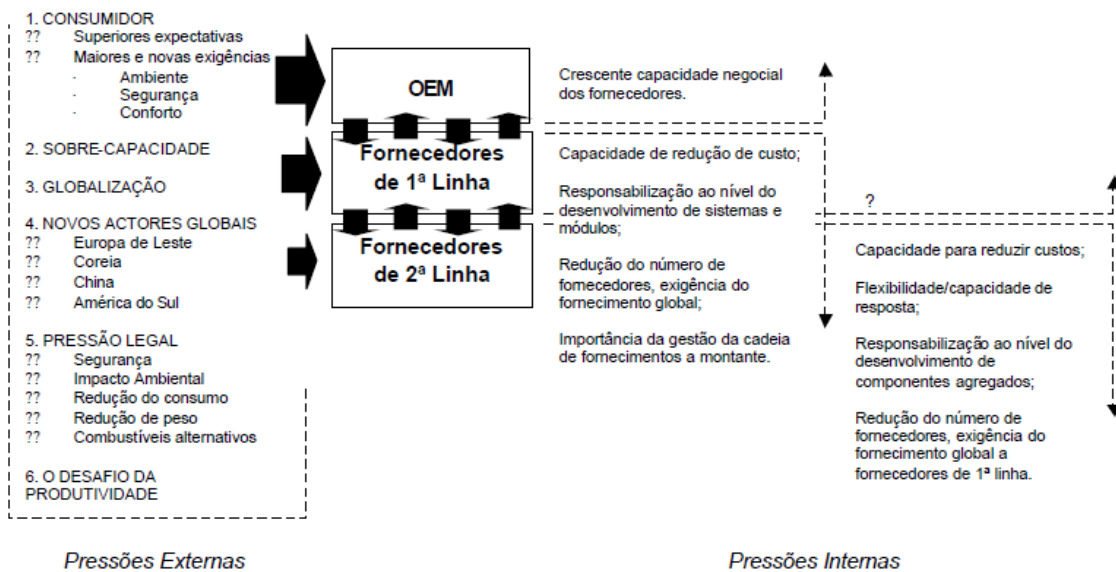 1. CONSUMIDOR
?? Superiores expectativas
?? Maiores e novas exigências
· Ambiente
· Segurança
· Conforto
2. SOBRE-CAPACIDADE
3. GLOBALIZAÇÃO
4. NOVOS ACTORES GLOBAIS
?? Europa de Leste
?? Coreia
?? China
?? América do Sul
5. PRESSÃO LEGAL
?? Segurança
?? Impacto Ambiental
?? Redução do consumo
?? Redução de peso
?? Combustíveis alternativos
6. O DESAFIO DA
PRODUTIVIDADE
OEM
Fornecedores
de 1ª Linha
Fornecedores
de 2ª Linha
Crescente capacidade negocial
dos fornecedores.
Capacidade de redução de custo;
Responsabilização ao nível do
desenvolvimento de sistemas e
módulos;
Redução do número de
fornecedores, exigência do
fornecimento global;
Importância da gestão da cadeia
de fornecimentos a montante.
?
Capacidade para reduzir custos;
Flexibilidade/capacidade de
resposta;
Responsabilização ao nível do
desenvolvimento de
componentes agregados;
Redução do número de
fornecedores, exigência do
fornecimento global a
fornecedores de 1ª linha.
Pressões Externas
Pressões Internas